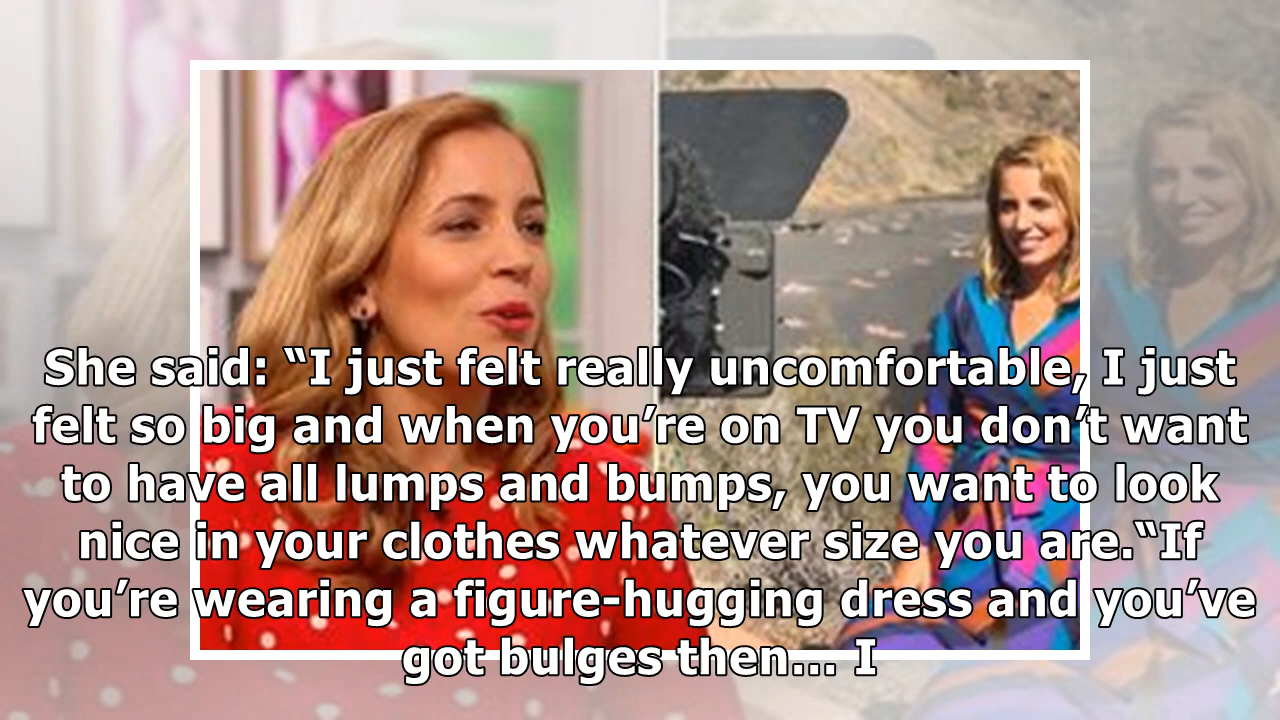 She said: “I just felt really uncomfortable, I just
felt so big and when you’re on TV you don’t want
to have all lumps and bumps, you want to look
nice in your clothes whatever size you are.“If
you’re wearing a figure-hugging dress and you’ve
got bulges then... I